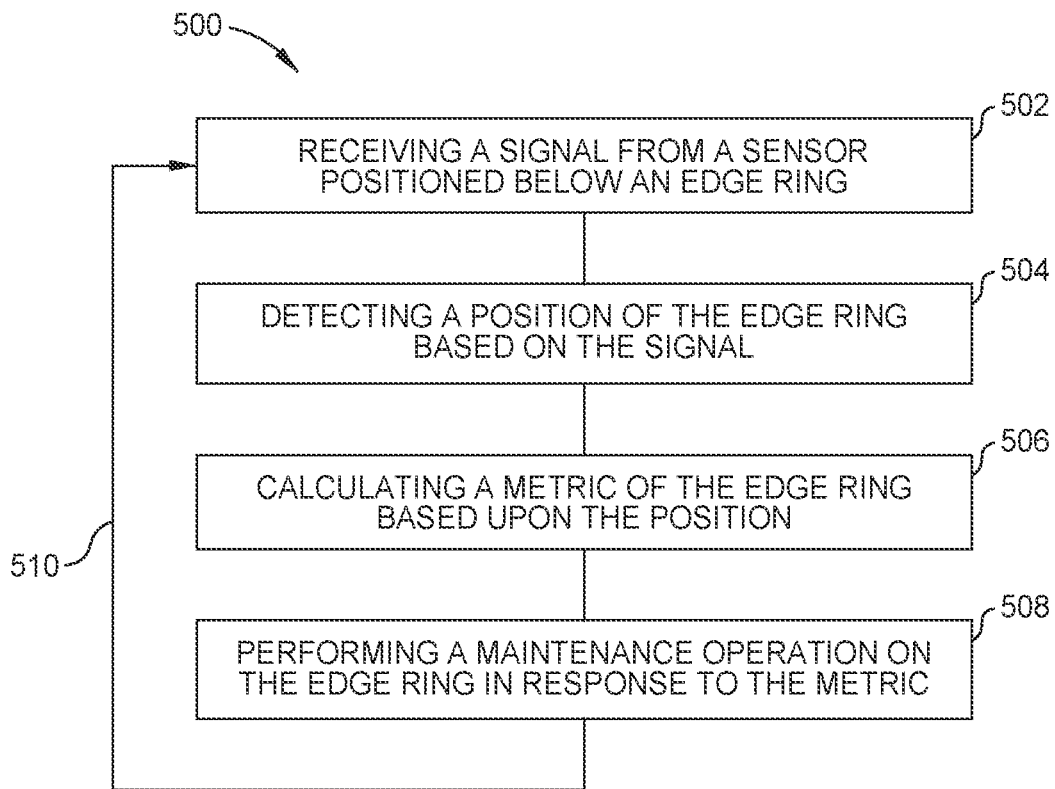 500
502
RECEIVING A SIGNAL FROM A SENSOR
POSITIONED BELOW AN EDGE RING
504
DETECTING A POSITION OF THE EDGE RING
BASED ON THE SIGNAL
506
CALCULATING A METRIC OF THE EDGE RING
BASED UPON THE POSITION
510
508
PERFORMING A MAINTENANCE OPERATION ON
THE EDGE RING IN RESPONSE TO THE METRIC